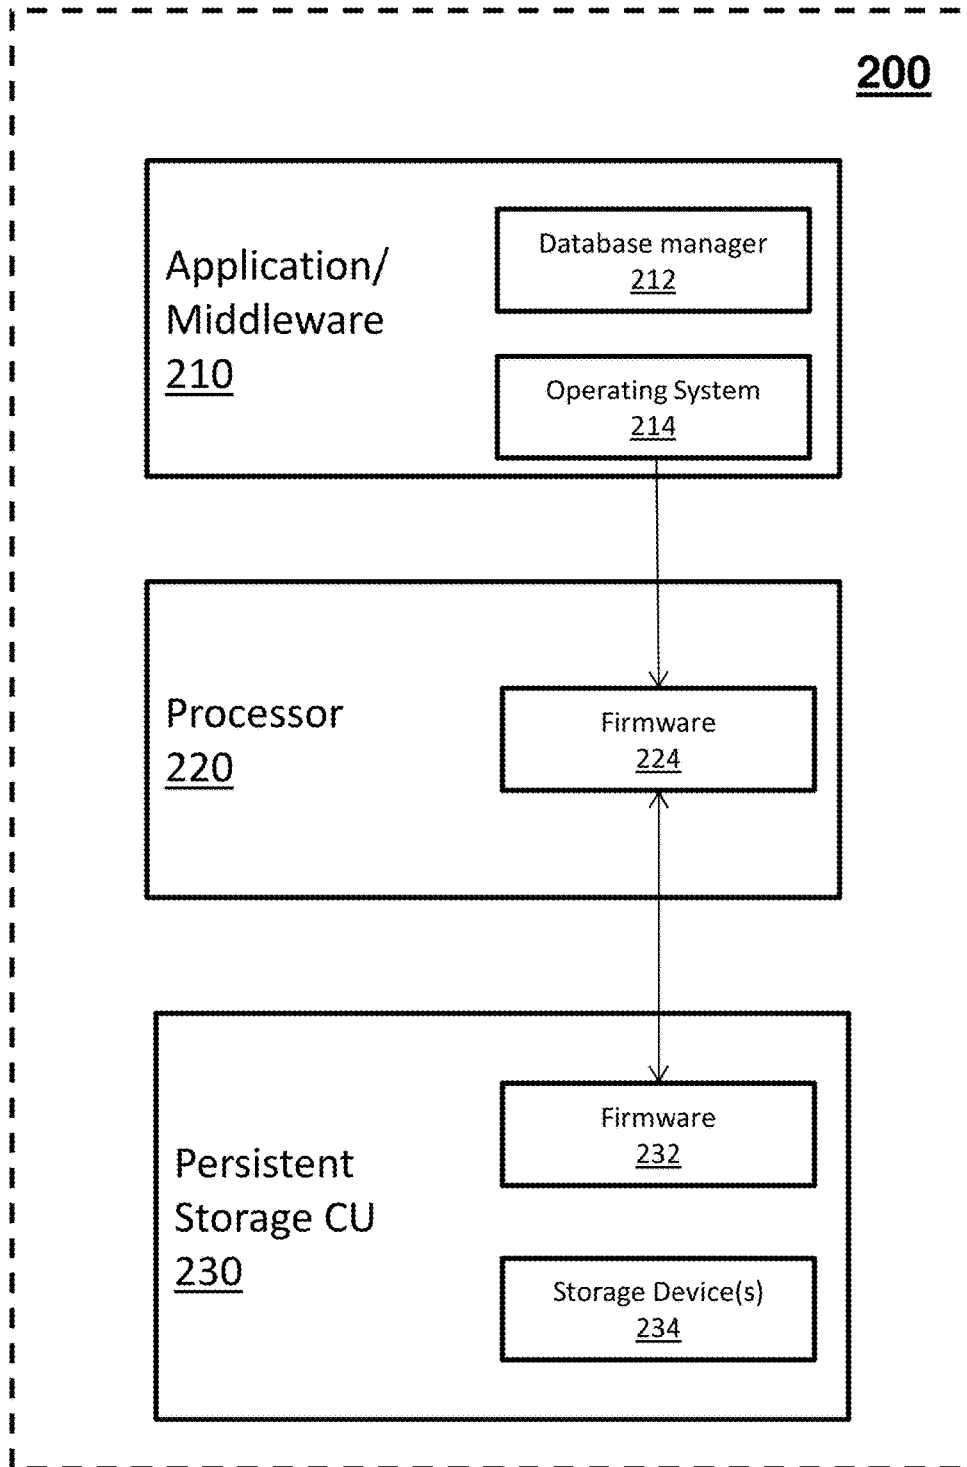 200
Application/
Middleware
210
Database manager
212
Operating System
214
Processor
220
Firmware
224
Persistent
Storage CU
230
Firmware
232
Storage Device(s)
234